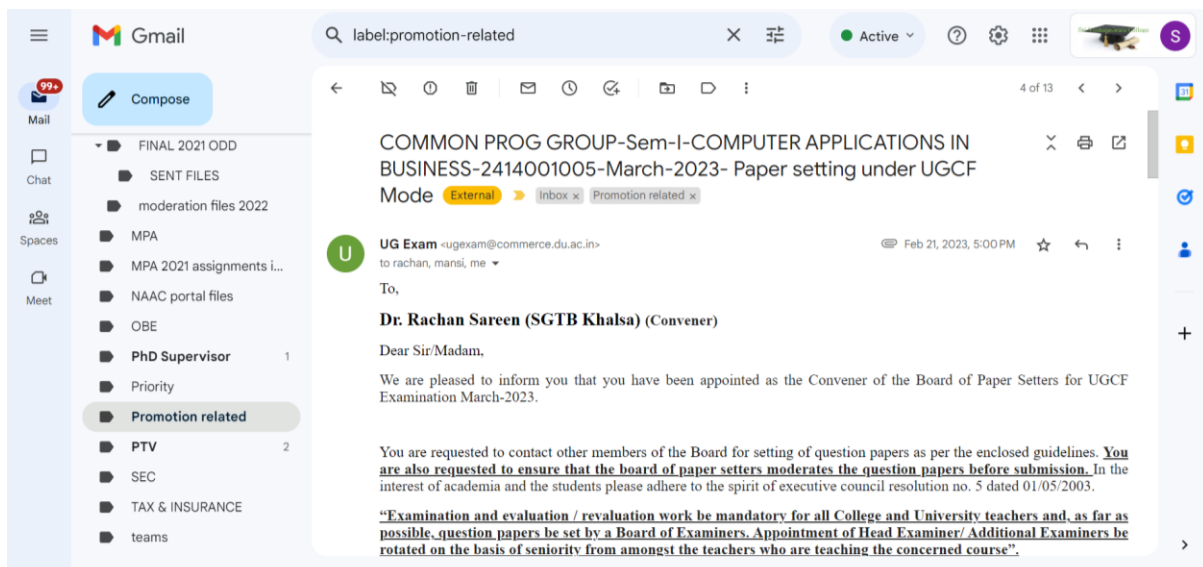 Gmail
label:promotion-related
Active
S
99+
Mail
Chat
Spaces
Meet
Compose
FINAL 2021 ODD
SENT FILES
moderation files 2022
MPA
MPA 2021 assignments i...
NAAC portal files
OBE
PhD Supervisor 1
Priority
Promotion related
PTV 2
SEC
TAX & INSURANCE
teams
4 of 13
COMMON PROG GROUP-Sem-I-COMPUTER APPLICATIONS IN
BUSINESS-2414001005-March-2023- Paper setting under UGCF
Mode External Inbox x Promotion related x
U
UG Exam <ugexam@commerce.du.ac.in>
Feb 21, 2023, 5:00 PM
to rachan, mansi, me
To,
Dr. Rachan Sareen (SGTB Khalsa) (Convener)
Dear Sir/Madam,
We are pleased to inform you that you have been appointed as the Convener of the Board of Paper Setters for UGCF
Examination March-2023.
You are requested to contact other members of the Board for setting of question papers as per the enclosed guidelines. You
are also requested to ensure that the board of paper setters moderates the question papers before submission. In the
interest of academia and the students please adhere to the spirit of executive council resolution no. 5 dated 01/05/2003.
“Examination and evaluation / revaluation work be mandatory for all College and University teachers and, as far as
possible, question papers be set by a Board of Examiners. Appointment of Head Examiner/ Additional Examiners be
rotated on the basis of seniority from amongst the teachers who are teaching the concerned course”.
31